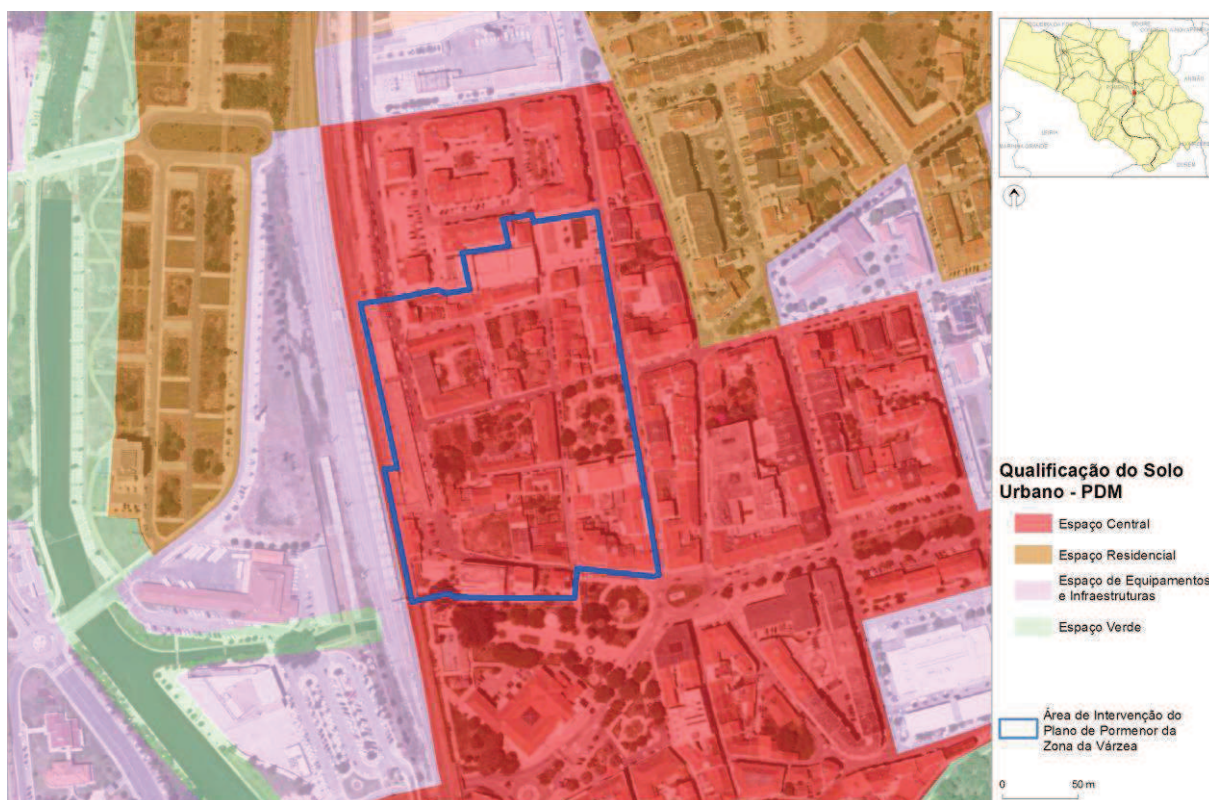 Qualificação do Solo
Urbano - PDM
Espaço Central
Espaço Residencial
Espaço de Equipamentos
e Infraestruturas
Espaço Verde
Área de Intervenção do
Plano de Pormenor da
Zona da Várzea
0 50 m